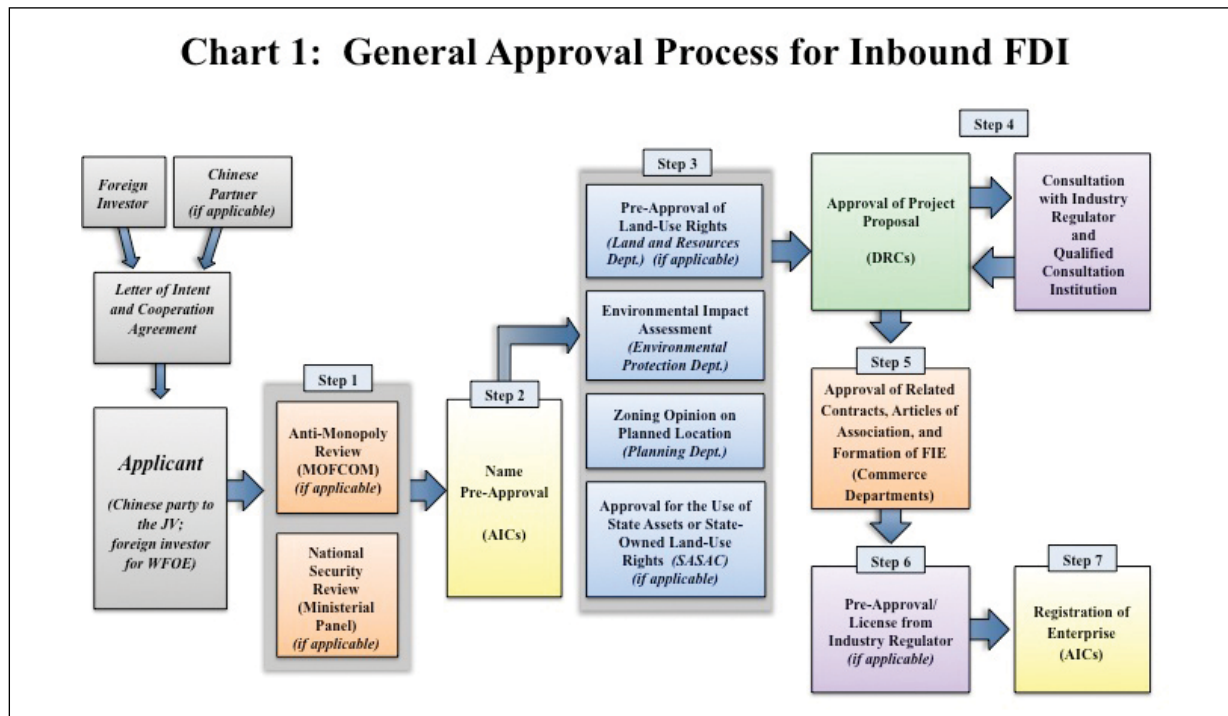 Chart 1: General Approval Process for Inbound FDI
Foreign
Investor
Chinese
Partner
(if applicable)
Letter of Intent
and Cooperation
Agreement
Applicant
(Chinese party to
the JV;
foreign investor
for WFOE)
Step 1
Anti-Monopoly
Review
(MOFCOM)
(if applicable)
National
Security
Review
(Ministerial
Panel)
(if applicable)
Step 2
Name
Pre-Approval
(AICs)
Step 3
Pre-Approval of
Land-Use Rights
(Land and Resources
Dept.) (if applicable)
Environmental Impact
Assessment
(Environmental
Protection Dept.)
Zoning Opinion on
Planned Location
(Planning Dept.)
Approval for the Use of
State Assets or State-
Owned Land-Use
Rights (SASAC)
(if applicable)
Step 4
Approval of Project
Proposal
(DRCs)
Consultation
with Industry
Regulator
and
Qualified
Consultation
Institution
Step 5
Approval of Related
Contracts, Articles of
Association, and
Formation of FIE
(Commerce
Departments)
Step 6
Pre-Approval/
License from
Industry Regulator
(if applicable)
Step 7
Registration of
Enterprise
(AICs)